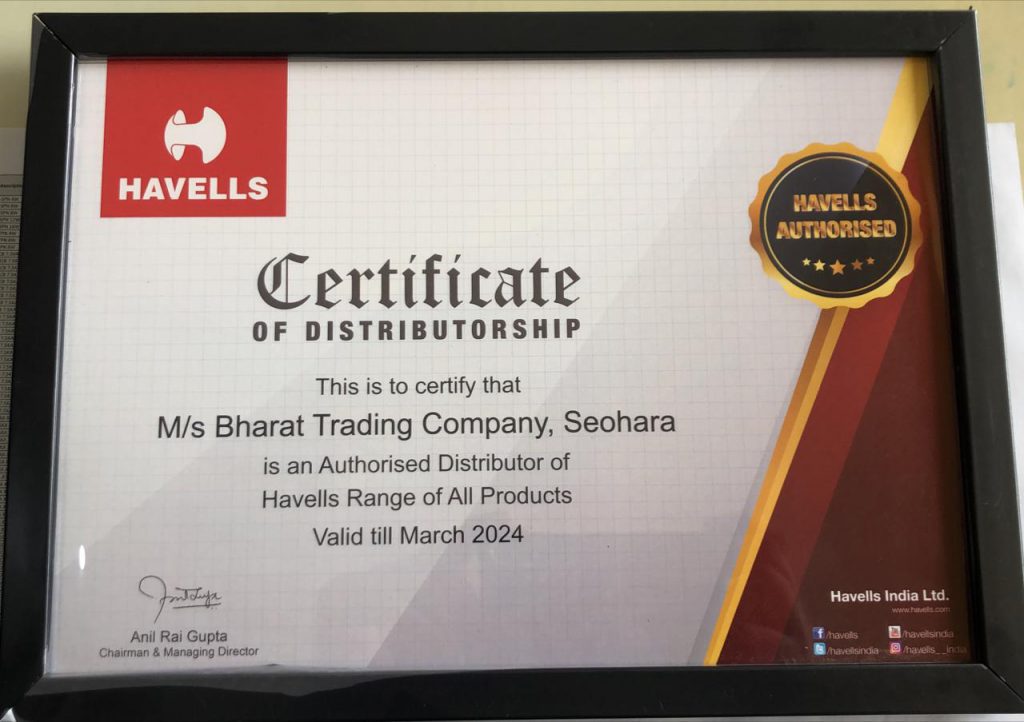 HAVELLS
HAVELLS
AUTHORISED
Certificate
OF DISTRIBUTORSHIP
This is to certify that
M/s Bharat Trading Company, Seohara
is an Authorised Distributor of
Havells Range of All Products
Valid till March 2024
Anil Rai Gupta
Chairman & Managing Director
Havells India Ltd.
www.havells.com
/havells
/havellsindia
/havellsindia
/havells__india